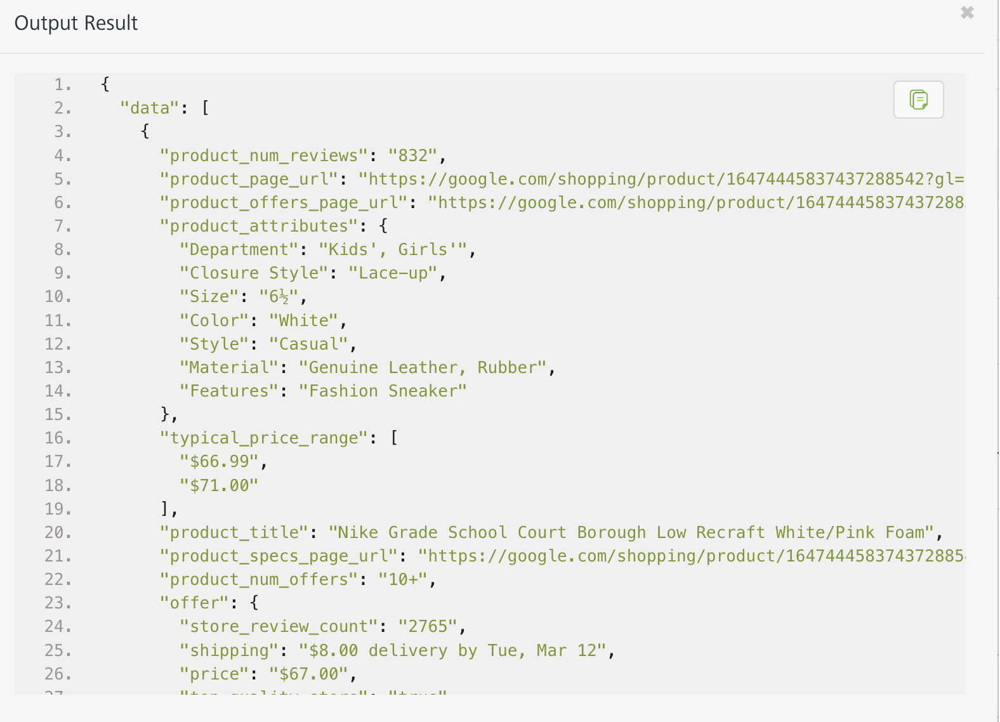 Output Result
1. {
2. "data": [
3. {
4. "product_num_reviews": "832",
5. "product_page_url": "https://google.com/shopping/product/16474445837437288542?gl=
6. "product_offers_page_url": "https://google.com/shopping/product/1647444583743728 8
7. "product_attributes": {
8. "Department": "Kids', Girls'",
9. "Closure Style": "Lace-up",
10. "Size": "6½",
11. "Color": "White",
12. "Style": "Casual",
13. "Material": "Genuine Leather, Rubber",
14. "Features": "Fashion Sneaker"
15. },
16. "typical_price_range": [
17. "$66.99",
18. "$71.00"
19. ],
20. "product_title": "Nike Grade School Court Borough Low Recraft White/Pink Foam",
21. "product_specs_page_url": "https://google.com/shopping/product/164744458374372885
22. "product_num_offers": "10+",
23. "offer": {
24. "store_review_count": "2765",
25. "shipping": "$8.00 delivery by Tue, Mar 12",
26. "price": "$67.00",
27. "top_quality_store": "true"